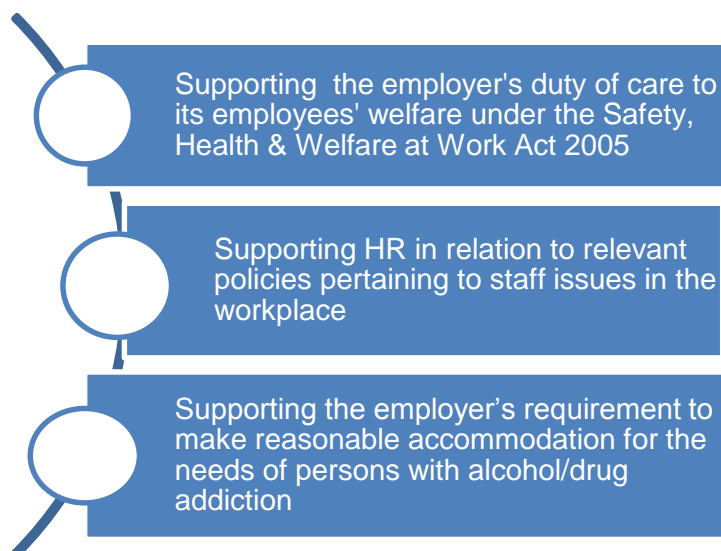 Supporting  the employer's duty of care to
its employees' welfare under the Safety,
Health & Welfare at Work Act 2005
Supporting HR in relation to relevant
policies pertaining to staff issues in the
workplace
Supporting the employer’s requirement to
make reasonable accommodation for the
needs of persons with alcohol/drug
addiction